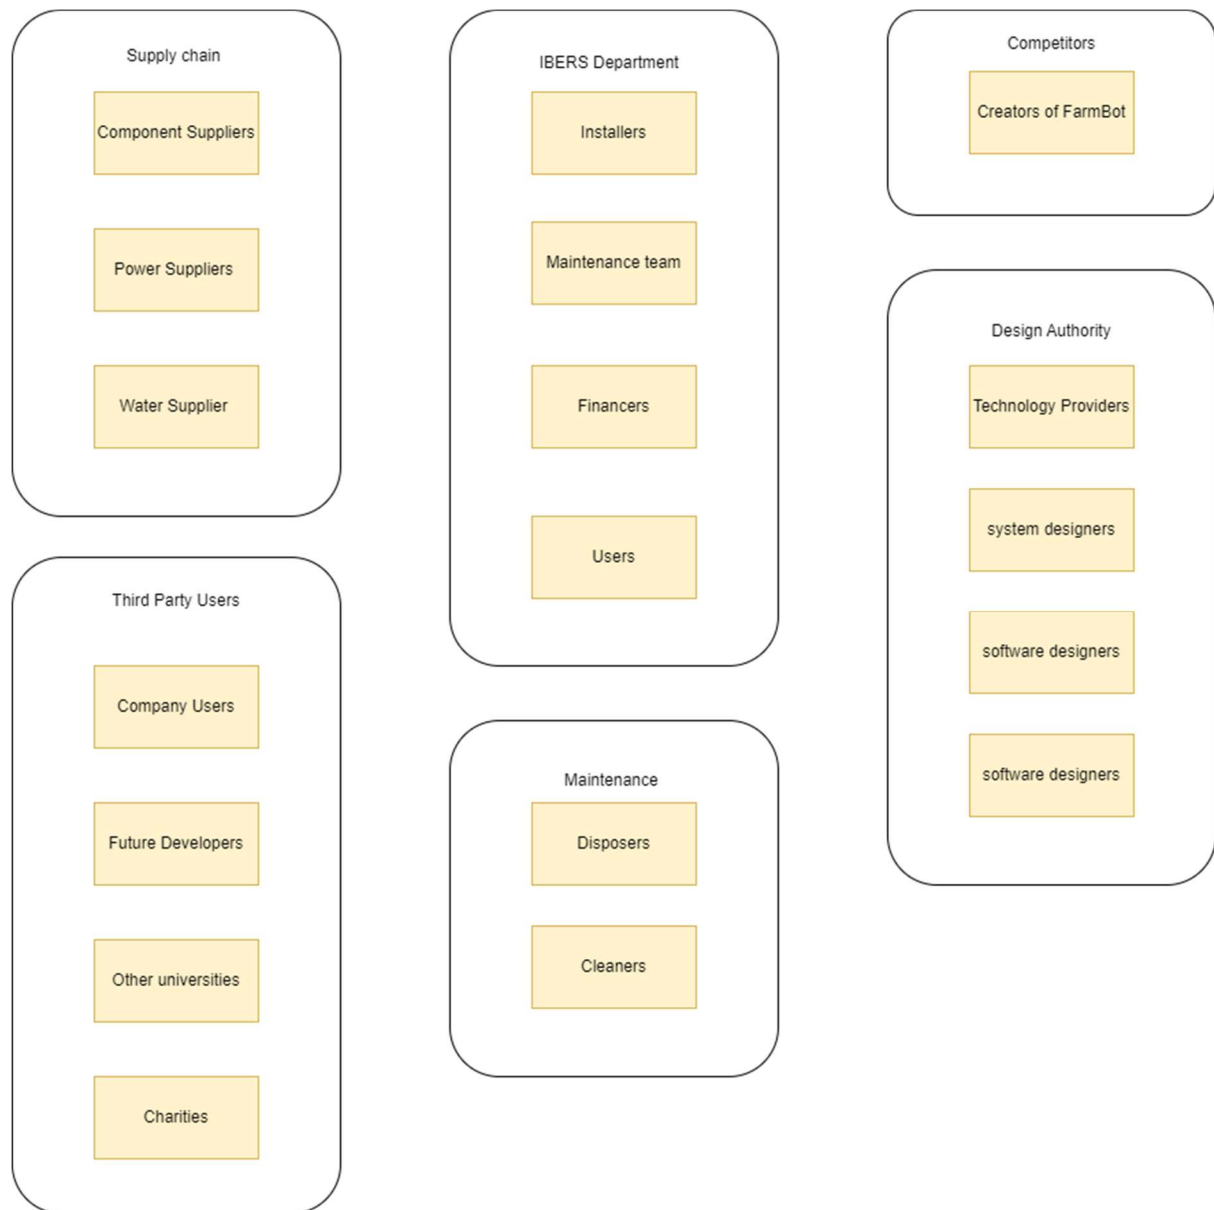 Supply chain
Component Suppliers
Power Suppliers
Water Supplier
Third Party Users
Company Users
Future Developers
Other universities
Charities
IBERS Department
Installers
Maintenance team
Financers
Users
Maintenance
Disposers
Cleaners
Competitors
Creators of FarmBot
Design Authority
Technology Providers
system designers
software designers
software designers